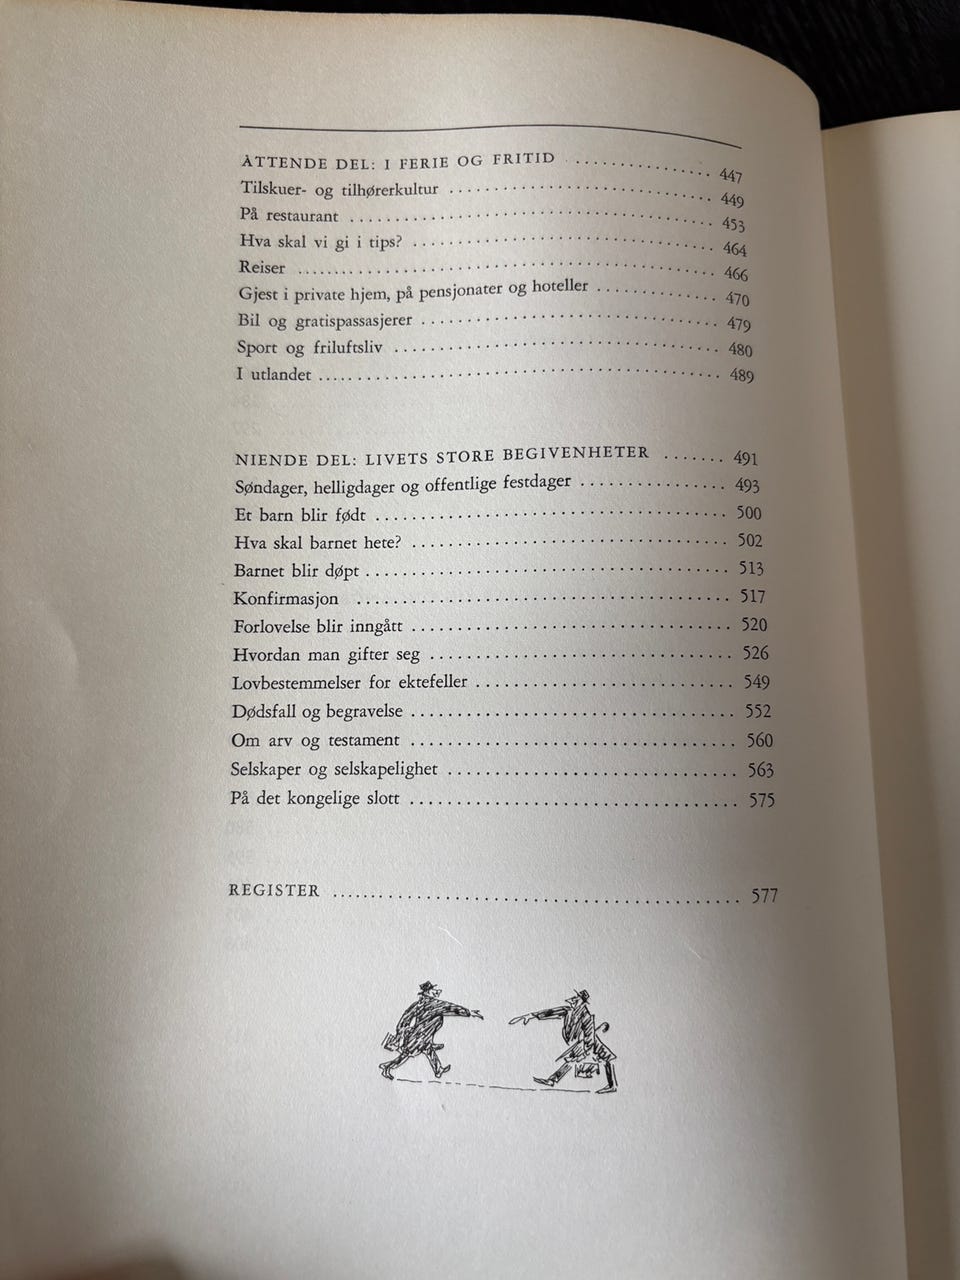 ÅTTENDE DEL: I FERIE OG FRITID .................. 447
Tilskuer- og tilhørerkultur .............................. 449
På restaurant .......................................... 453
Hva skal vi gi i tips? .................................. 464
Reiser ................................................ 466
Gjest i private hjem, på pensjonater og hoteller ............. 470
Bil og gratispassasjerer ................................ 479
Sport og friluftsliv .................................... 480
I utlandet ............................................ 489
NIENDE DEL: LIVETS STORE BEGIVENHETER ....... 491
Søndager, helligdager og offentlige festdager ................ 493
Et barn blir født ...................................... 500
Hva skal barnet hete? .................................. 502
Barnet blir døpt ........................................ 513
Konfirmasjon ........................................ 517
Forlovelse blir inngått .................................. 520
Hvordan man gifter seg ................................ 526
Lovbestemmelser for ektefeller ............................ 549
Dødsfall og begravelse .................................. 552
Om arv og testament .................................. 560
Selskaper og selskapelighet .............................. 563
På det kongelige slott .................................. 575
REGISTER .......................................... 577